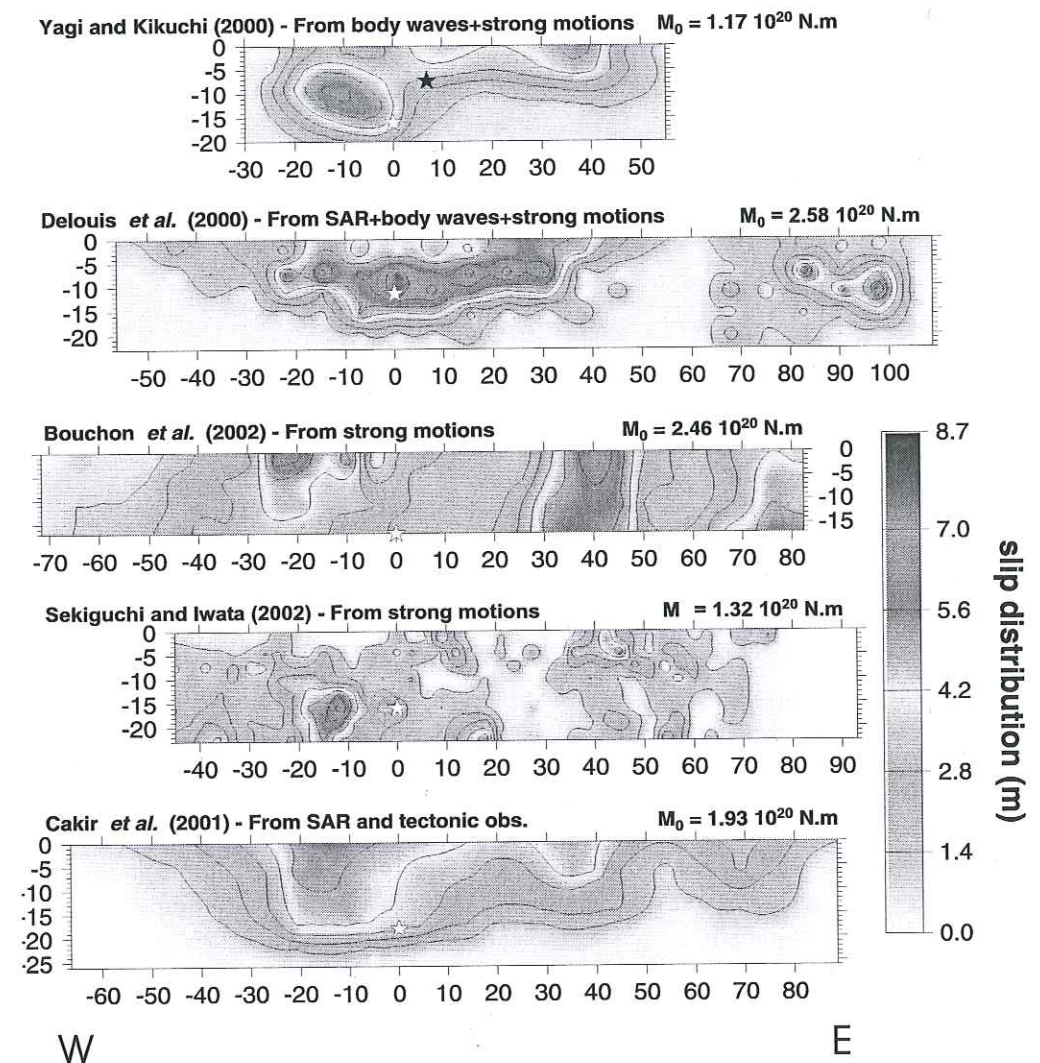 Yagi and Kikuchi (2000) - From body waves+strong motions M0 = 1.17 10^20 N.m
0
-5
-10
-15
-20
-30 -20 -10 0 10 20 30 40 50
Delouis et al. (2000) - From SAR+body waves+strong motions M0 = 2.58 10^20 N.m
0
-5
-10
-15
-20
-50 -40 -30 -20 -10 0 10 20 30 40 50 60 70 80 90 100
Bouchon et al. (2002) - From strong motions M0 = 2.46 10^20 N.m
0
-5
-10
-15
-70 -60 -50 -40 -30 -20 -10 0 10 20 30 40 50 60 70 80
Sekiguchi and Iwata (2002) - From strong motions M = 1.32 10^20 N.m
0
-5
-10
-15
-20
-40 -30 -20 -10 0 10 20 30 40 50 60 70 80 90
Cakir et al. (2001) - From SAR and tectonic obs. M0 = 1.93 10^20 N.m
0
-5
-10
-15
-20
-25
-60 -50 -40 -30 -20 -10 0 10 20 30 40 50 60 70 80
W E
8.7
7.0
5.6
4.2
2.8
1.4
0.0
slip distribution (m)